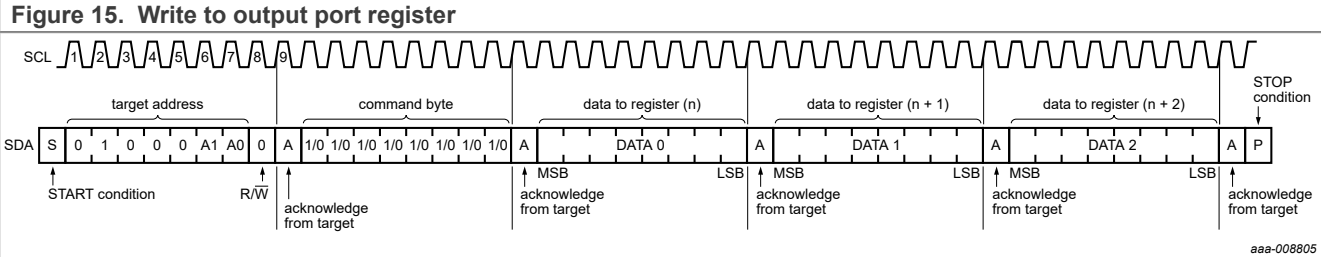 Figure 15. Write to output port register
SCL 1 2 3 4 5 6 7 8 9
STOP
condition
target address command byte data to register (n) data to register (n + 1) data to register (n + 2)
SDA S 0 1 0 0 0 A1 A0 0 A 1/0 1/0 1/0 1/0 1/0 1/0 1/0 1/0 A DATA 0 A DATA 1 A DATA 2 A P
MSB LSB MSB LSB MSB LSB
START condition R/W̅ acknowledge
from target acknowledge
from target acknowledge
from target acknowledge
from target acknowledge
from target
aaa-008805